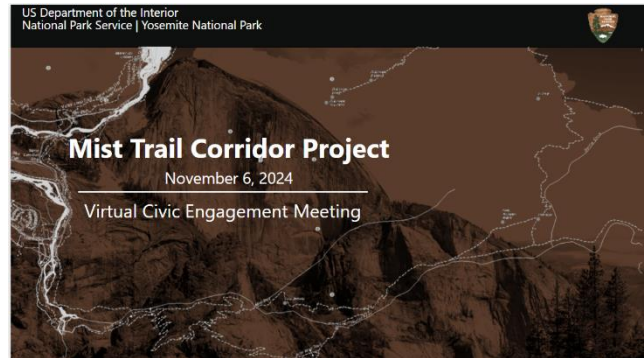 US Department of the Interior
National Park Service | Yosemite National Park
Mist Trail Corridor Project
November 6, 2024
Virtual Civic Engagement Meeting